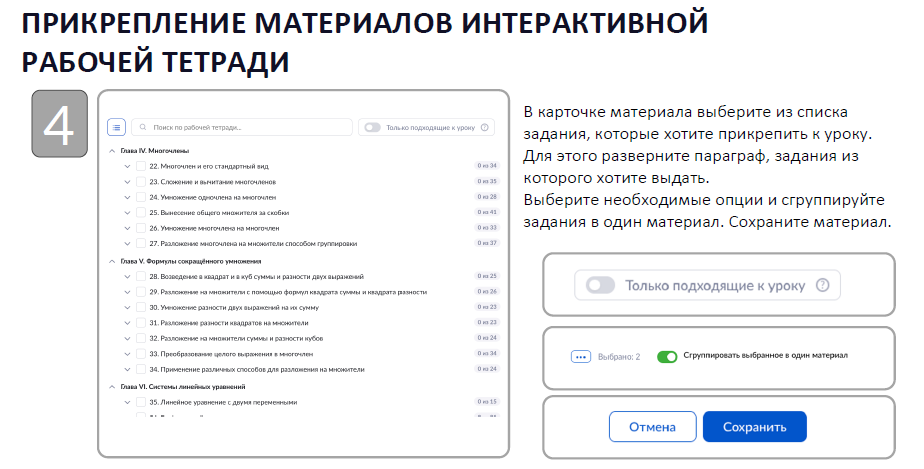 ПРИКРЕПЛЕНИЕ МАТЕРИАЛОВ ИНТЕРАКТИВНОЙ
РАБОЧЕЙ ТЕТРАДИ
4
Поиск по рабочей тетради...
Только подходящие к уроку
Глава IV. Многочлены
22. Многочлен и его стандартный вид 0 из 34
23. Сложение и вычитание многочленов 0 из 35
24. Умножение одночлена на многочлен 0 из 28
25. Вынесение общего множителя за скобки 0 из 41
26. Умножение многочлена на многочлен 0 из 33
27. Разложение многочлена на множители способом группировки 0 из 37
Глава V. Формулы сокращённого умножения
28. Возведение в квадрат и в куб суммы и разности двух выражений 0 из 25
29. Разложение на множители с помощью формул квадрата суммы и квадрата разности 0 из 26
30. Умножение разности двух выражений на их сумму 0 из 23
31. Разложение разности квадратов на множители 0 из 23
32. Разложение на множители суммы и разности кубов 0 из 24
33. Преобразование целого выражения в многочлен 0 из 34
34. Применение различных способов для разложения на множители 0 из 24
Глава VI. Системы линейных уравнений
35. Линейное уравнение с двумя переменными 0 из 15
В карточке материала выберите из списка
задания, которые хотите прикрепить к уроку.
Для этого разверните параграф, задания из
которого хотите выдать.
Выберите необходимые опции и сгруппируйте
задания в один материал. Сохраните материал.
Только подходящие к уроку
Выбрано: 2 Сгруппировать выбранное в один материал
Отмена Сохранить